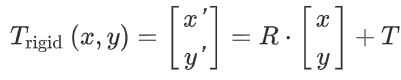 T_rigid (x, y) = [x′ y′] = R · [x y] + T